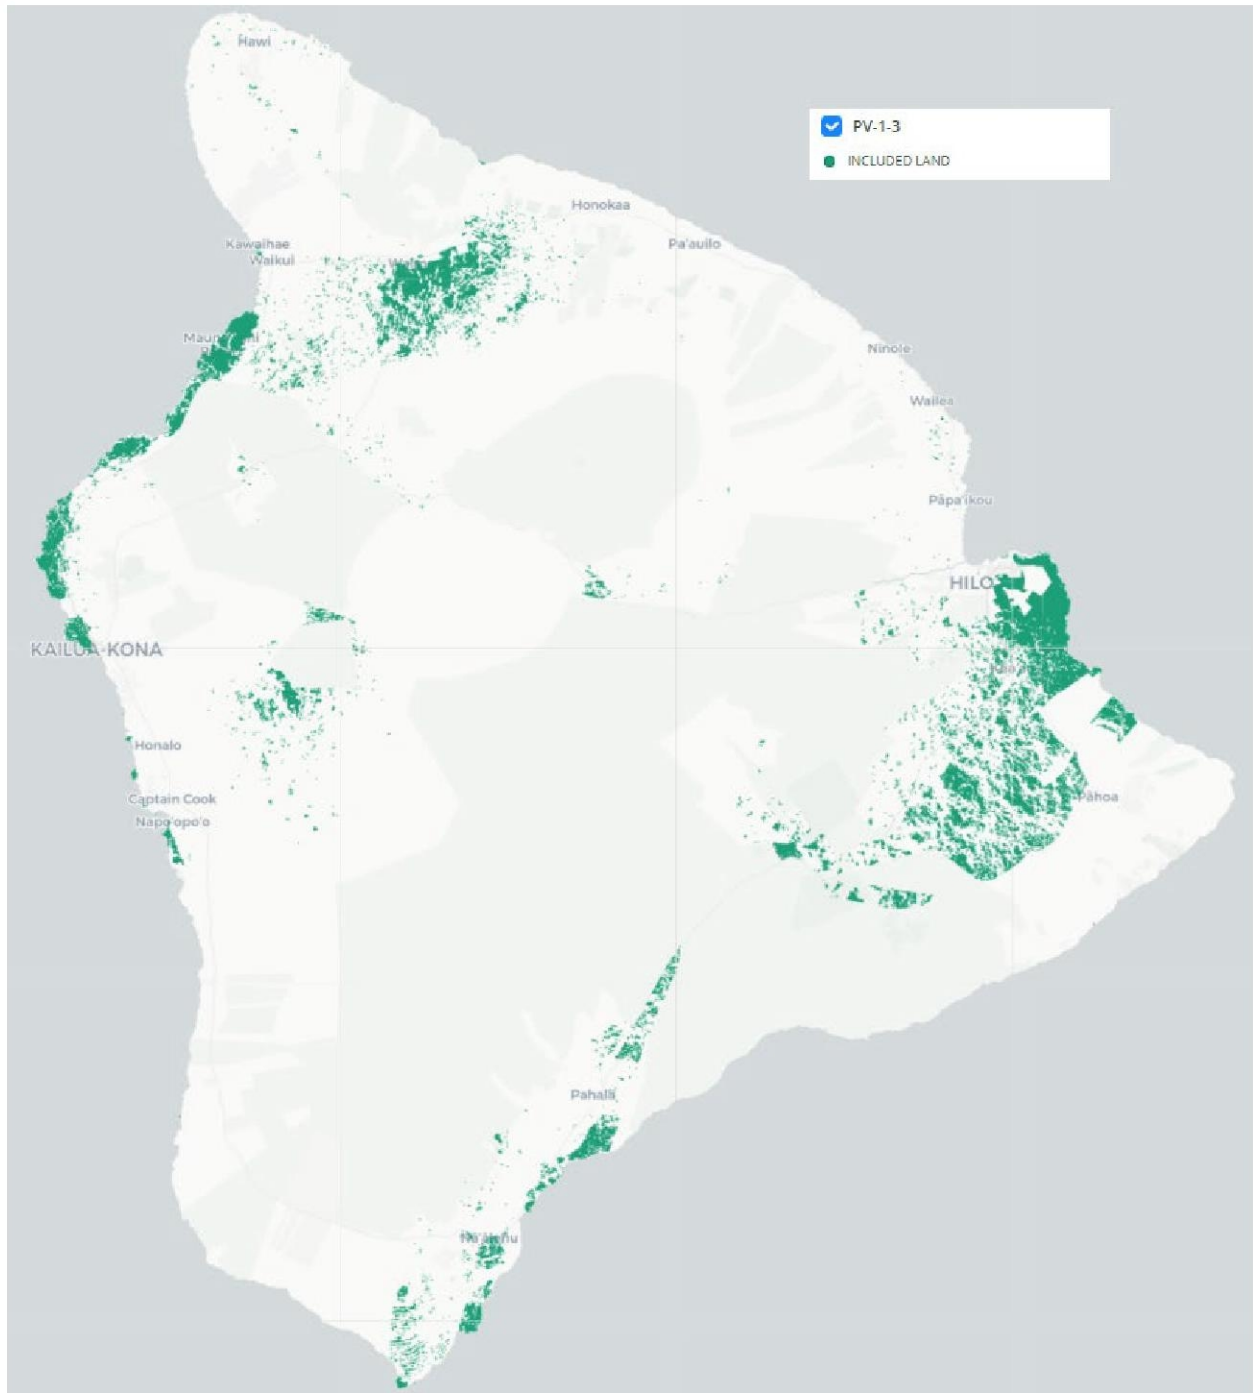 Hawi
PV-1-3
INCLUDED LAND
Honokaa
Kawaihae
Pa'auilo
Waikui
Ninole
Wailea
Pāpa'ikou
HILO
KAILUA-KONA
Honalo
Captain Cook
Pāhoa
Napo'opo'o
Pahala